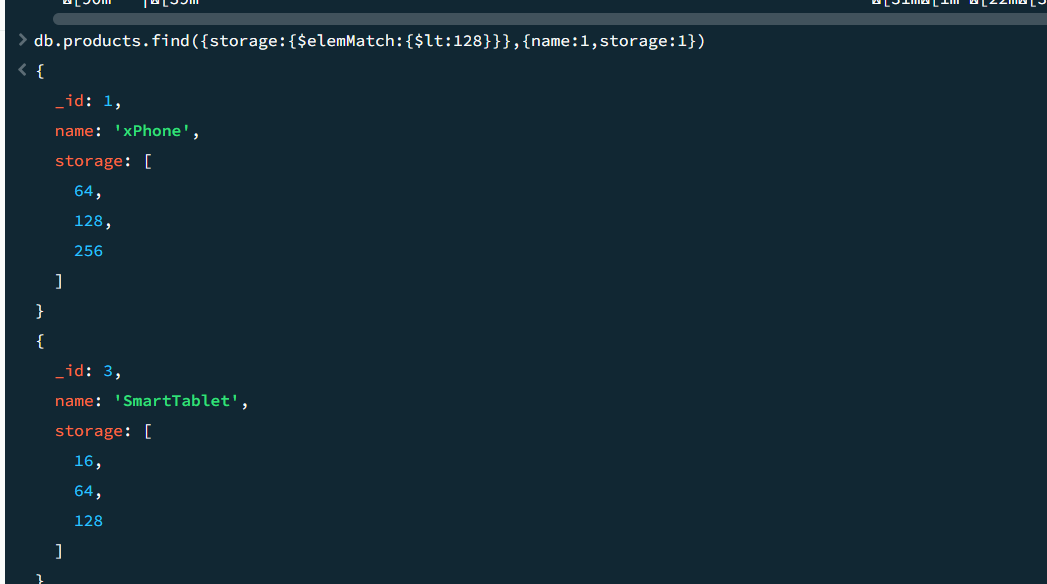 > db.products.find({storage:{$elemMatch:{$lt:128}}},{name:1,storage:1})
< {
_id: 1,
name: 'xPhone',
storage: [
64,
128,
256
]
}
{
_id: 3,
name: 'SmartTablet',
storage: [
16,
64,
128
]
}